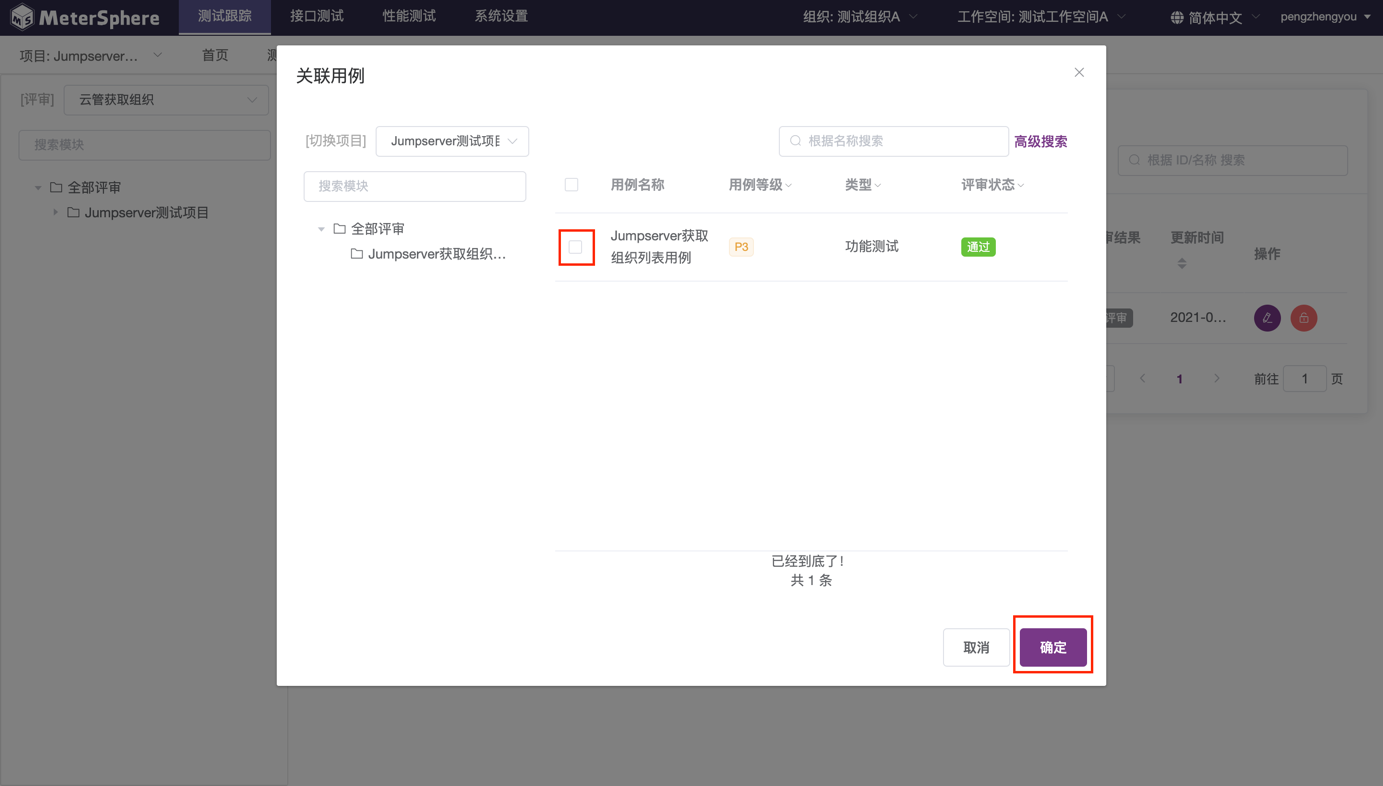 MeterSphere 测试跟踪 接口测试 性能测试 系统设置 组织: 测试组织A 工作空间: 测试工作空间A 简体中文 pengzhengyou
项目: Jumpserver... 首页 测
[评审] 云管获取组织
搜索模块
全部评审
Jumpserver测试项目
关联用例
[切换项目] Jumpserver测试项目 根据名称搜索 高级搜索
搜索模块
全部评审
Jumpserver获取组织...
用例名称 用例等级 类型 评审状态
Jumpserver获取
组织列表用例 P3 功能测试 通过
已经到底了！
共 1 条
取消 确定
根据 ID/名称 搜索
审结果 更新时间 操作
评审 2021-0...
1 前往 1 页